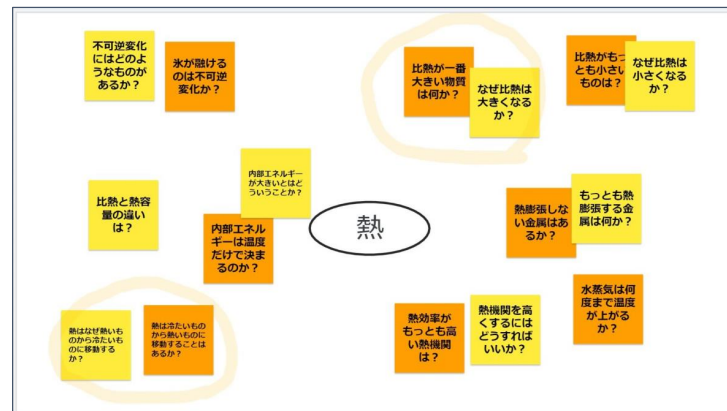 不可逆変化
にはどのよ
うなものが
あるか？
氷が融ける
のは不可逆
変化か？
比熱が一番
大きい物質
は何か？
なぜ比熱は
大きくなる
か？
比熱がもっ
とも小さい
ものは？
なぜ比熱は
小さくなる
か？
比熱と熱容
量の違い
は？
内部エネルギー
が大きいとはど
ういうことか？
内部エネル
ギーは温度
だけで決ま
るのか？
熱
熱膨張しな
い金属はあ
るか？
もっとも熱
膨張する金
属は何か？
熱はなぜ熱いも
のから冷たいも
のに移動する
か？
熱は冷たいもの
から熱いものに
移動することは
あるか？
熱効率が
もっとも高
い熱機関
は？
熱機関を高
くするには
どうすれば
いいか？
水蒸気は何
度まで温度
が上がる
か？